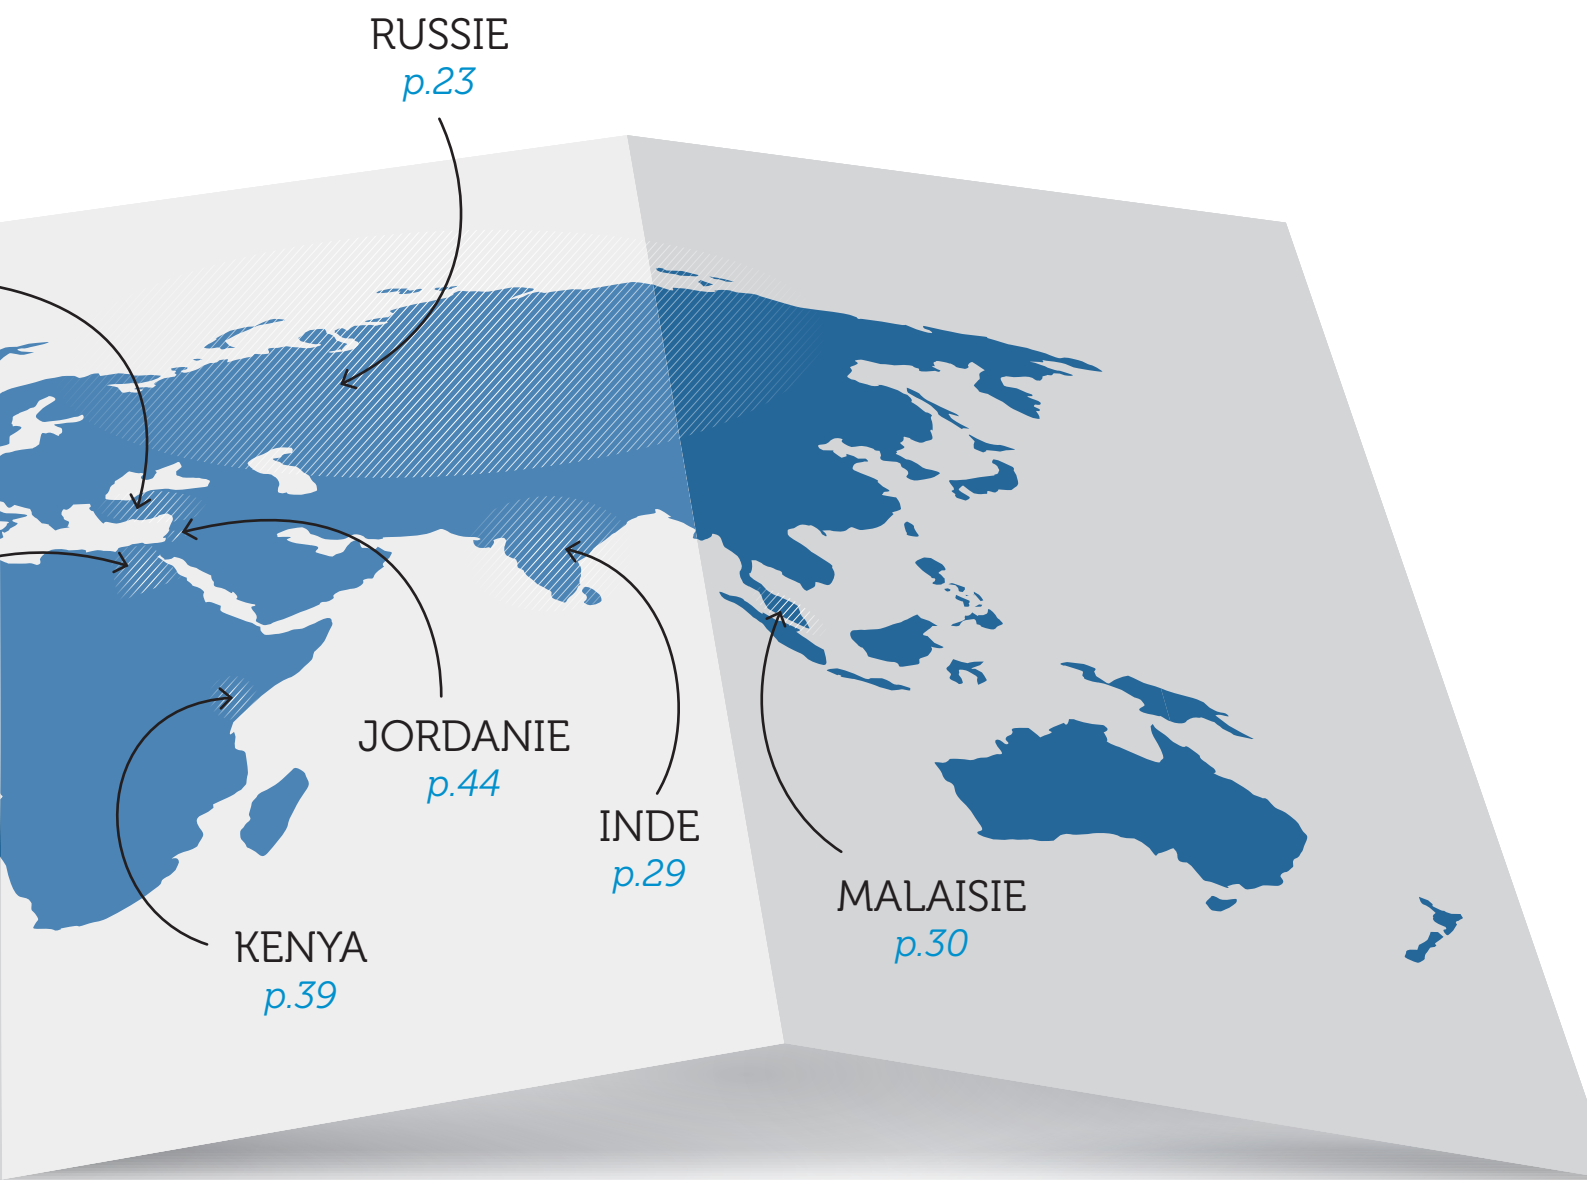 RUSSIE
p.23
JORDANIE
p.44
INDE
p.29
MALAISIE
p.30
KENYA
p.39